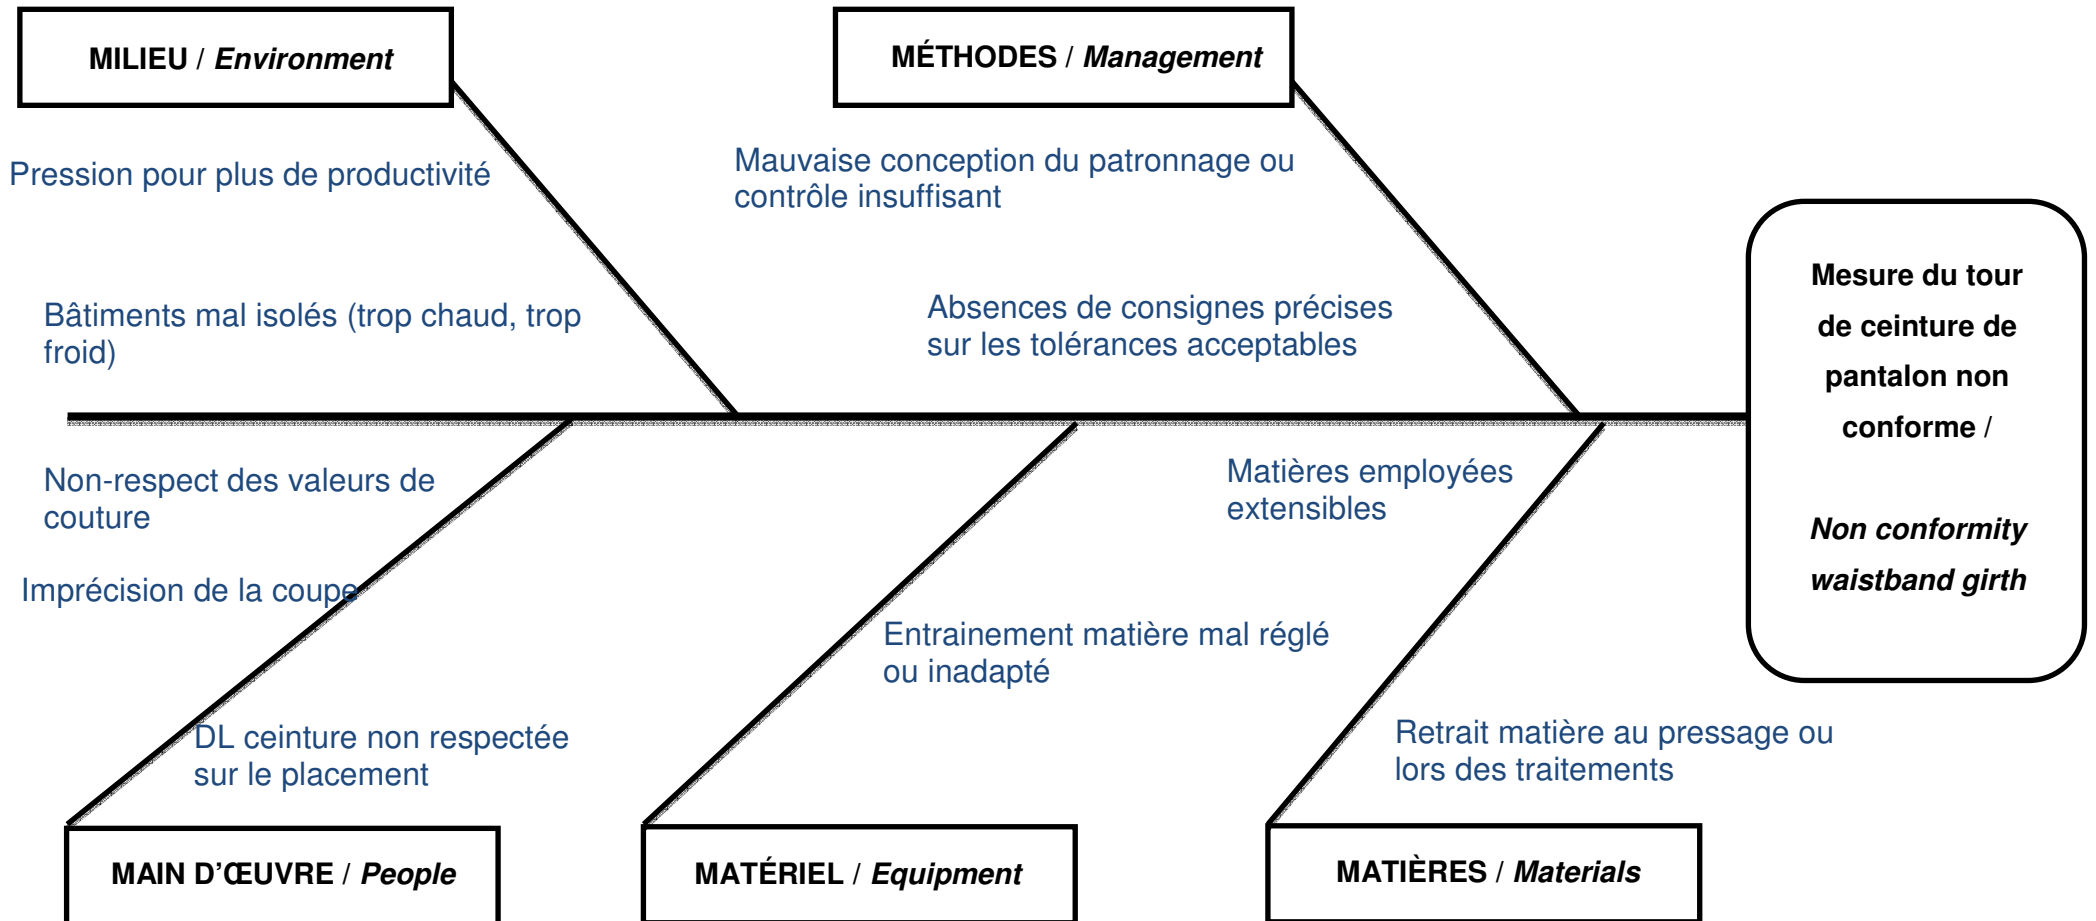 MILIEU / Environment
MÉTHODES / Management
Pression pour plus de productivité
Mauvaise conception du patronnage ou
contrôle insuffisant
Bâtiments mal isolés (trop chaud, trop
froid)
Absences de consignes précises
sur les tolérances acceptables
Mesure du tour
de ceinture de
pantalon non
conforme /
Non conformity
waistband girth
Non-respect des valeurs de
couture
Imprécision de la coupe
DL ceinture non respectée
sur le placement
Entrainement matière mal réglé
ou inadapté
Matières employées
extensibles
Retrait matière au pressage ou
lors des traitements
MAIN D'ŒUVRE / People
MATÉRIEL / Equipment
MATIÈRES / Materials